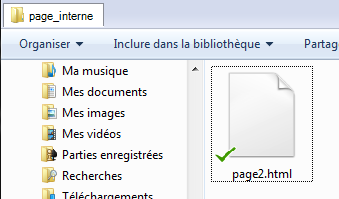 page_interne
Organiser Inclure dans la bibliothèque Partag
Ma musique
Mes documents
Mes images
Mes vidéos
Parties enregistrées
Recherches
Téléchargements
page2.html